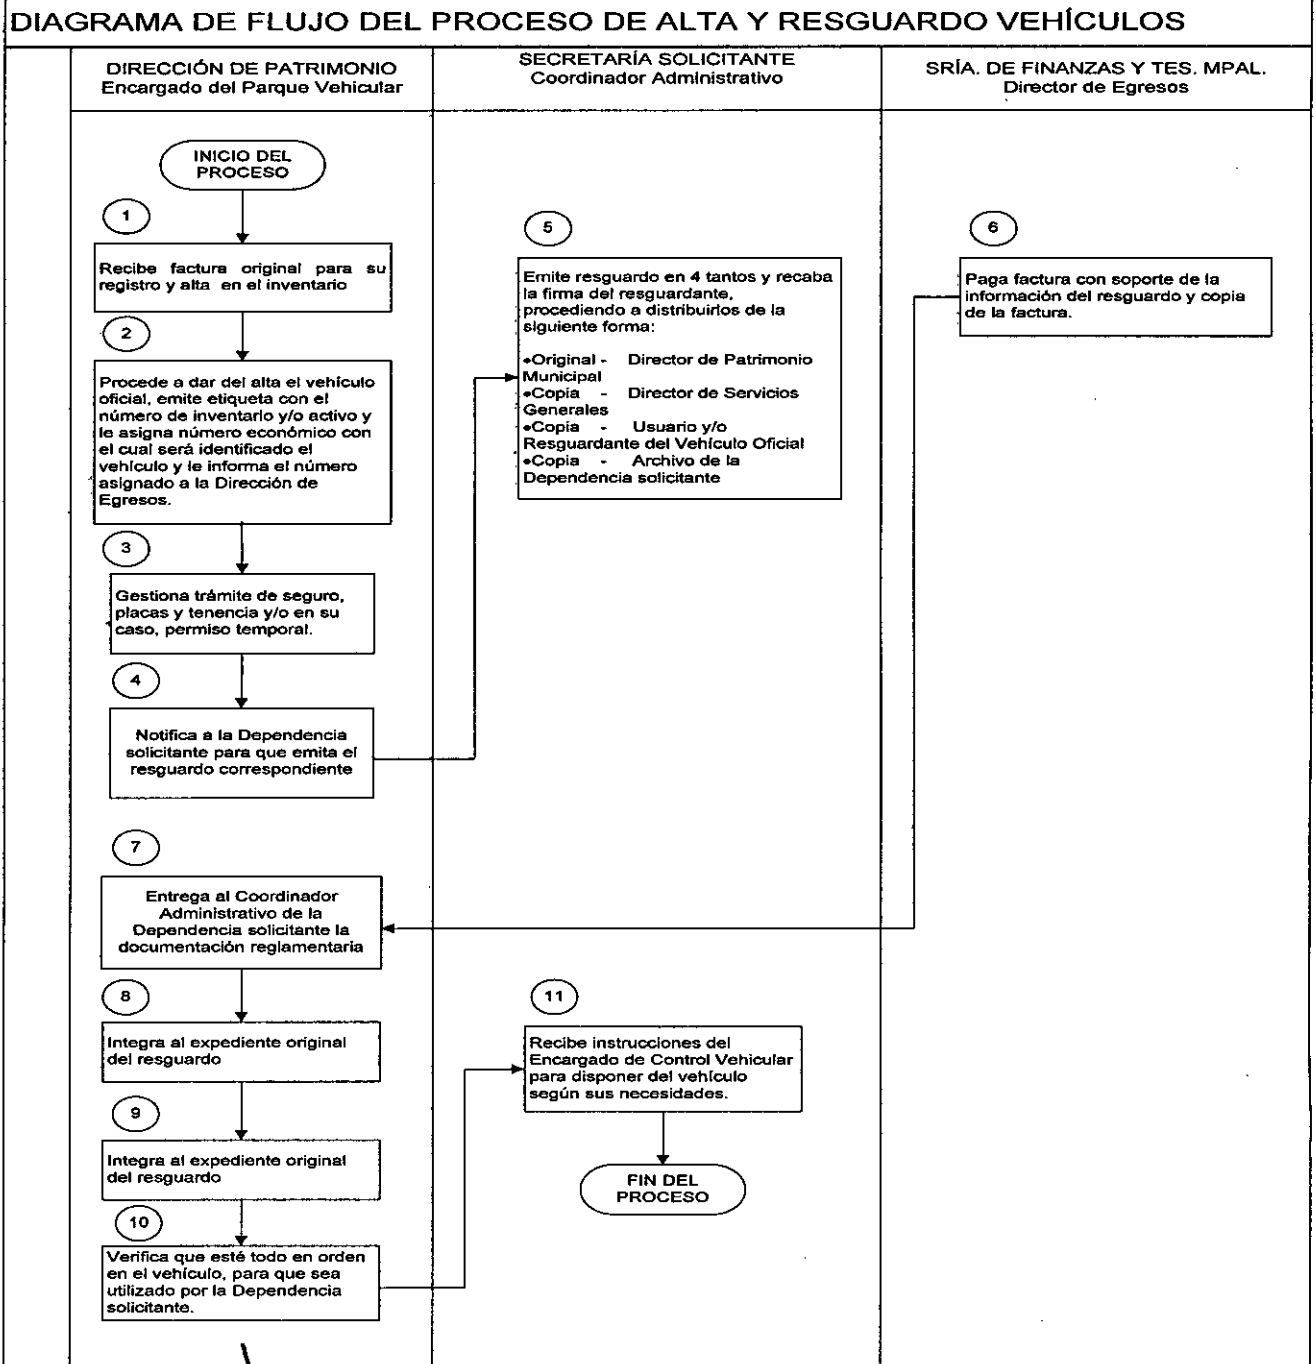 DIAGRAMA DE FLUJO DEL PROCESO DE ALTA Y RESGUARDO VEHÍCULOS
DIRECCIÓN DE PATRIMONIO
Encargado del Parque Vehicular
SECRETARÍA SOLICITANTE
Coordinador Administrativo
SRÍA. DE FINANZAS Y TES. MPAL.
Director de Egresos
INICIO DEL
PROCESO
1
Recibe factura original para su
registro y alta en el inventario
2
Procede a dar del alta el vehículo
oficial, emite etiqueta con el
número de inventario y/o activo y
le asigna número económico con
el cual será identificado el
vehículo y le informa el número
asignado a la Dirección de
Egresos.
3
Gestiona trámite de seguro,
placas y tenencia y/o en su
caso, permiso temporal.
4
Notifica a la Dependencia
solicitante para que emita el
resguardo correspondiente
5
Emite resguardo en 4 tantos y recaba
la firma del resguardante,
procediendo a distribuirlos de la
siguiente forma:
•Original - Director de Patrimonio
Municipal
•Copia - Director de Servicios
Generales
•Copia - Usuario y/o
Resguardante del Vehículo Oficial
•Copia - Archivo de la
Dependencia solicitante
6
Paga factura con soporte de la
información del resguardo y copia
de la factura.
7
Entrega al Coordinador
Administrativo de la
Dependencia solicitante la
documentación reglamentaria
8
Integra al expediente original
del resguardo
9
Integra al expediente original
del resguardo
10
Verifica que esté todo en orden
en el vehículo, para que sea
utilizado por la Dependencia
solicitante.
11
Recibe instrucciones del
Encargado de Control Vehicular
para disponer del vehículo
según sus necesidades.
FIN DEL
PROCESO